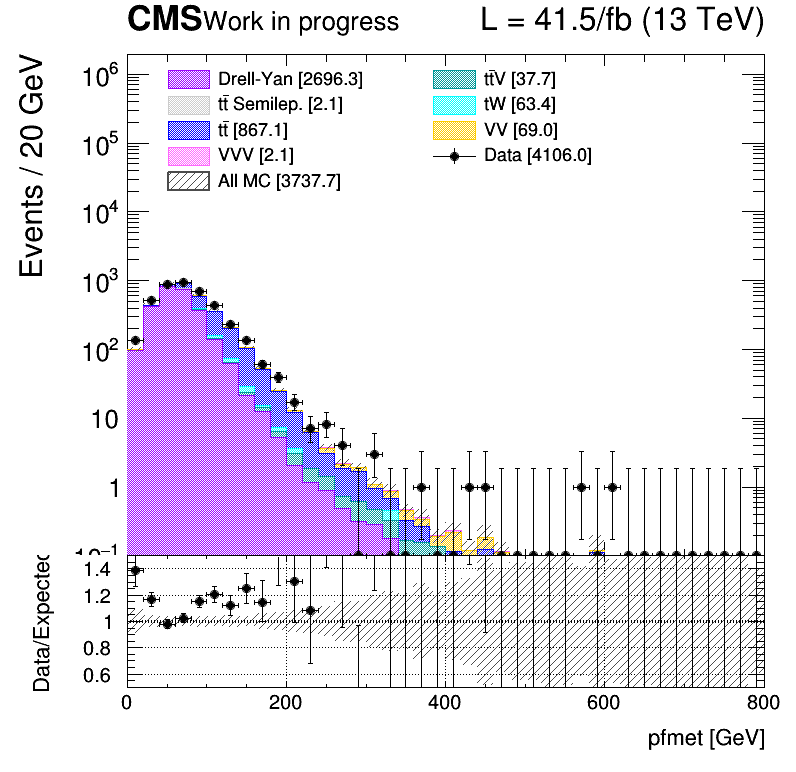 CMS Work in progress L = 41.5/fb (13 TeV)
Events / 20 GeV
Drell-Yan [2696.3]
tt̄ Semilep. [2.1]
tt̄ [867.1]
VVV [2.1]
All MC [3737.7]
tt̄V [37.7]
tW [63.4]
VV [69.0]
Data [4106.0]
10⁶
10⁵
10⁴
10³
10²
10
1
10⁻¹
Data/Expected
1.4
1.2
1
0.8
0.6
0 200 400 600 800
pfmet [GeV]